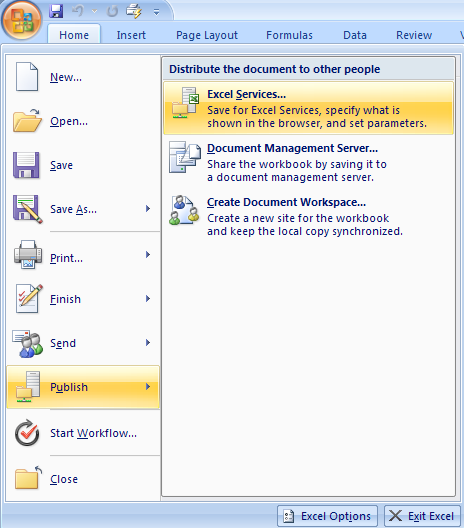 Home Insert Page Layout Formulas Data Review
New...
Open...
Save
Save As...
Print...
Finish
Send
Publish
Start Workflow...
Close
Distribute the document to other people
Excel Services...
Save for Excel Services, specify what is
shown in the browser, and set parameters.
Document Management Server...
Share the workbook by saving it to
a document management server.
Create Document Workspace...
Create a new site for the workbook
and keep the local copy synchronized.
Excel Options Exit Excel